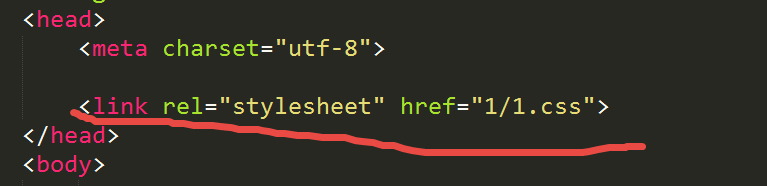 <head>
<meta charset="utf-8">
<link rel="stylesheet" href="1/1.css">
</head>
<body>